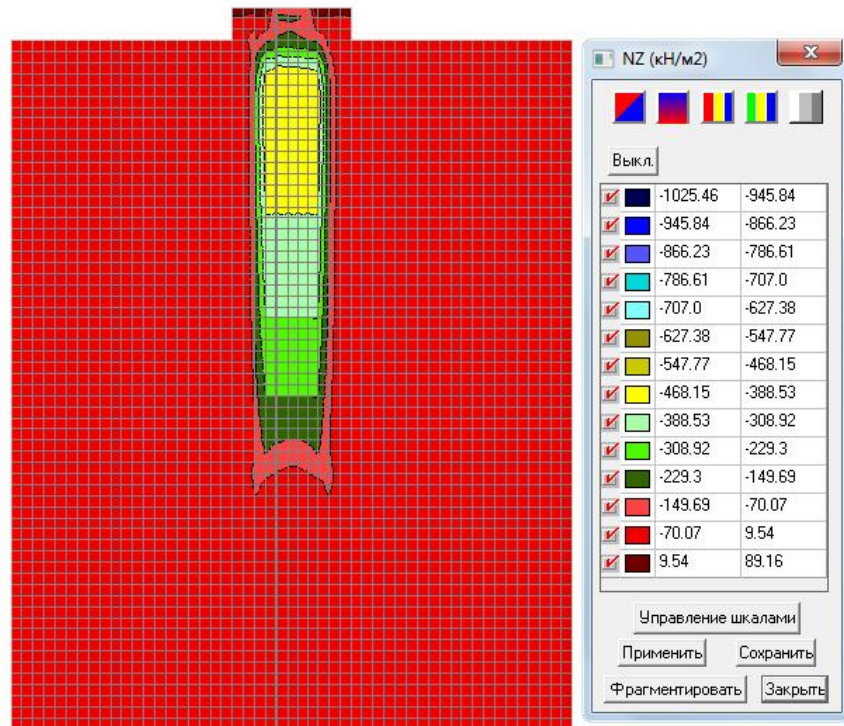 NZ (кН/м2)
Выкл.
-1025.46 -945.84
-945.84 -866.23
-866.23 -786.61
-786.61 -707.0
-707.0 -627.38
-627.38 -547.77
-547.77 -468.15
-468.15 -388.53
-388.53 -308.92
-308.92 -229.3
-229.3 -149.69
-149.69 -70.07
-70.07 9.54
9.54 89.16
Управление шкалами
Применить Сохранить
Фрагментировать Закрыть